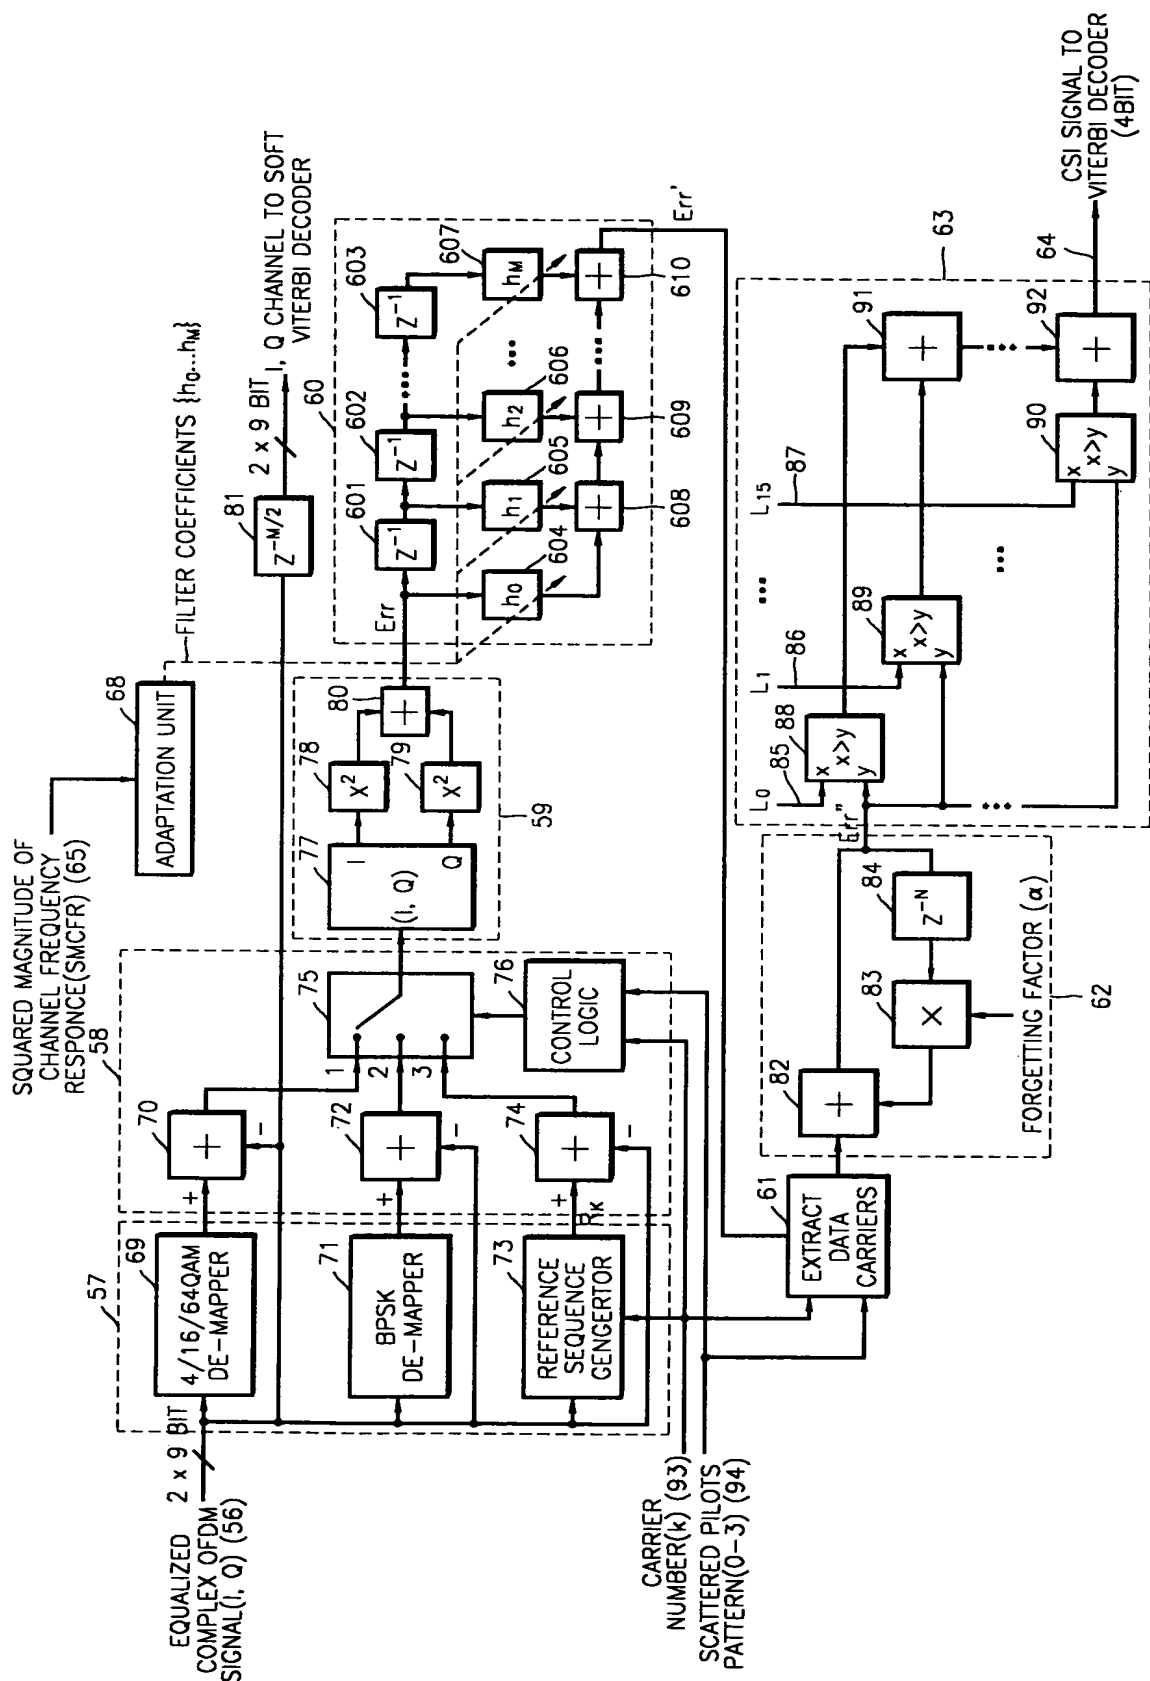 SQUARED MAGNITUDE OF
CHANNEL FREQUENCY
RESPONCE(SMCFR) (65)
68
ADAPTATION UNIT
FILTER COEFFICIENTS {h0...hM}
EQUALIZED
COMPLEX OFDM
SIGNAL(I, Q) (56)
2 x 9 BIT
57
69
4/16/64QAM
DE-MAPPER
71
BPSK
DE-MAPPER
73
REFERENCE
SEQUENCE
GENGERTOR
58
+
70
+
-
+
72
+
-
+
RK
74
+
-
75
1
2
3
76
CONTROL
LOGIC
77
(I, Q)
I
Q
78
X2
79
X2
80
+
59
81
Z-M/2
2 x 9 BIT
I, Q CHANNEL TO SOFT
VITERBI DECODER
60
Err
601
Z-1
602
Z-1
...
603
Z-1
h0
604
h1
605
h2
606
...
hM
607
+
608
+
609
...
+
610
Err'
CARRIER
NUMBER(k) (93)
SCATTERED PILOTS
PATTERN(0-3) (94)
61
EXTRACT
DATA
CARRIERS
82
+
83
X
84
Z-N
FORGETTING FACTOR (α)
62
Err"
L0
85
88
x
x>y
y
L1
86
89
x
x>y
y
...
L15
87
90
x
x>y
y
...
...
91
+
...
92
+
63
64
CSI SIGNAL TO
VITERBI DECODER
(4BIT)